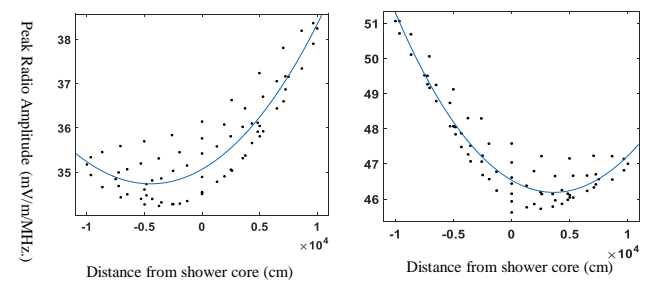 Peak Radio Amplitude (mV/m/MHz.)
38
37
36
35
-1 -0.5 0 0.5 1
×10⁴
Distance from shower core (cm)
51
50
49
48
47
46
-1 -0.5 0 0.5 1
×10⁴
Distance from shower core (cm)